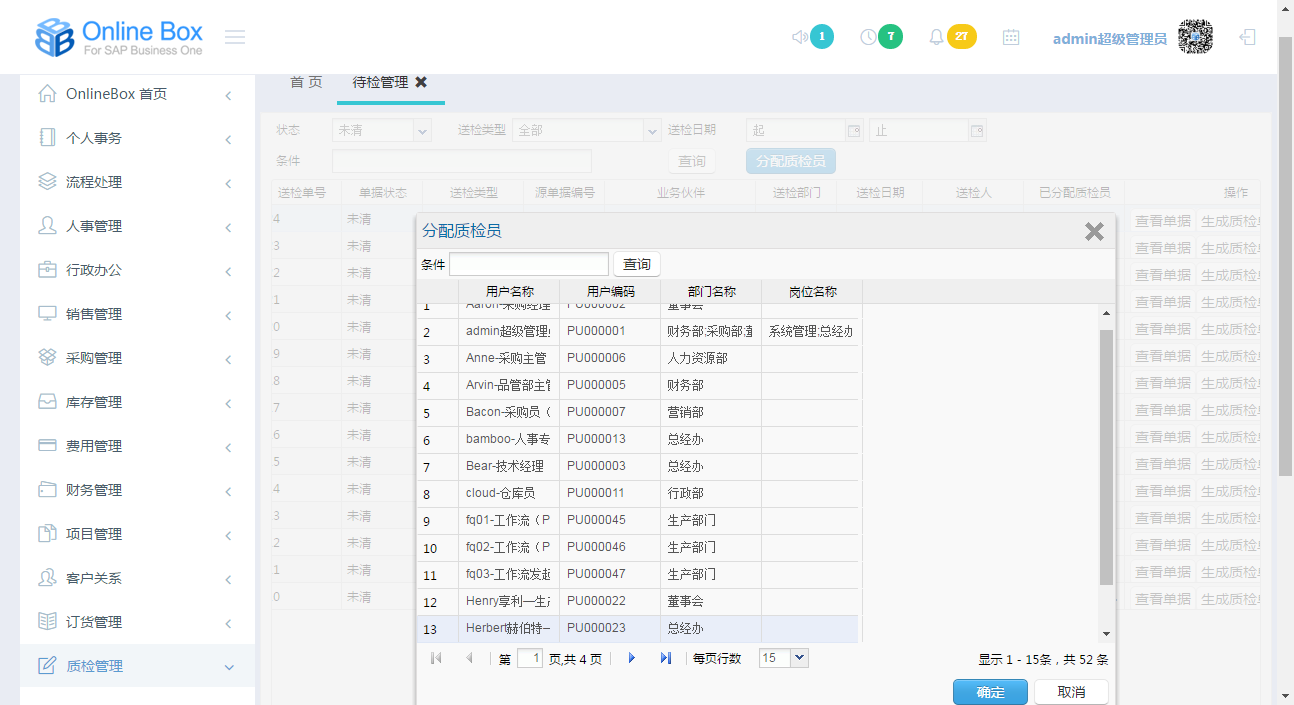 Online Box
For SAP Business One
1
7
27
admin超级管理员
OnlineBox 首页
个人事务
流程处理
人事管理
行政办公
销售管理
采购管理
库存管理
费用管理
财务管理
项目管理
客户关系
订货管理
质检管理
首 页 待检管理
状态 未清 送检类型 全部 送检日期 起 止
条件 查询 分配质检员
送检单号 单据状态 送检类型 源单据编号 业务伙伴 送检部门 送检日期 送检人 已分配质检员 操作
4 未清 查看单据
3 未清 查看单据 生成质检
2 未清 查看单据 生成质检
1 未清 查看单据 生成质检
0 未清 查看单据 生成质检
9 未清 查看单据 生成质检
8 未清 查看单据 生成质检
7 未清 查看单据 生成质检
6 未清 查看单据 生成质检
5 未清 查看单据 生成质检
4 未清 查看单据 生成质检
3 未清 查看单据 生成质检
2 未清 查看单据 生成质检
1 未清 查看单据 生成质检
0 未清 查看单据 生成质检
分配质检员
条件 查询
用户名称 用户编码 部门名称 岗位名称
1 Aaron-采购经理 PU000002 董事会
2 admin超级管理 PU000001 财务部;采购部;董 系统管理;总经办
3 Anne-采购主管 PU000006 人力资源部
4 Arvin-品管部主管 PU000005 财务部
5 Bacon-采购员（ PU000007 营销部
6 bamboo-人事专 PU000013 总经办
7 Bear-技术经理 PU000003 总经办
8 cloud-仓库员 PU000011 行政部
9 fq01-工作流（P PU000045 生产部门
10 fq02-工作流（P PU000046 生产部门
11 fq03-工作流发起 PU000047 生产部门
12 Henry享利—生产 PU000022 董事会
13 Herbert赫伯特— PU000023 总经办
第 1 页,共 4 页 每页行数 15 显示 1 - 15条，共 52 条
确定 取消